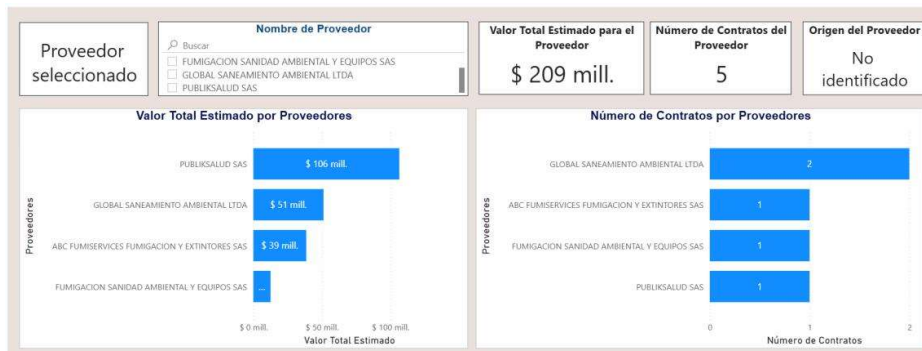 Proveedor
seleccionado
Nombre de Proveedor
Buscar
FUMIGACION SANIDAD AMBIENTAL Y EQUIPOS SAS
GLOBAL SANEAMIENTO AMBIENTAL LTDA
PUBLIKSALUD SAS
Valor Total Estimado para el
Proveedor
$ 209 mill.
Número de Contratos del
Proveedor
5
Origen del Proveedor
No
identificado
Valor Total Estimado por Proveedores
Proveedores
PUBLIKSALUD SAS $ 106 mill.
GLOBAL SANEAMIENTO AMBIENTAL LTDA $ 51 mill.
ABC FUMISERVICES FUMIGACION Y EXTINTORES SAS $ 39 mill.
FUMIGACION SANIDAD AMBIENTAL Y EQUIPOS SAS ...
$ 0 mill. $ 50 mill. $ 100 mill.
Valor Total Estimado
Número de Contratos por Proveedores
Proveedores
GLOBAL SANEAMIENTO AMBIENTAL LTDA 2
ABC FUMISERVICES FUMIGACION Y EXTINTORES SAS 1
FUMIGACION SANIDAD AMBIENTAL Y EQUIPOS SAS 1
PUBLIKSALUD SAS 1
0 1 2
Número de Contratos